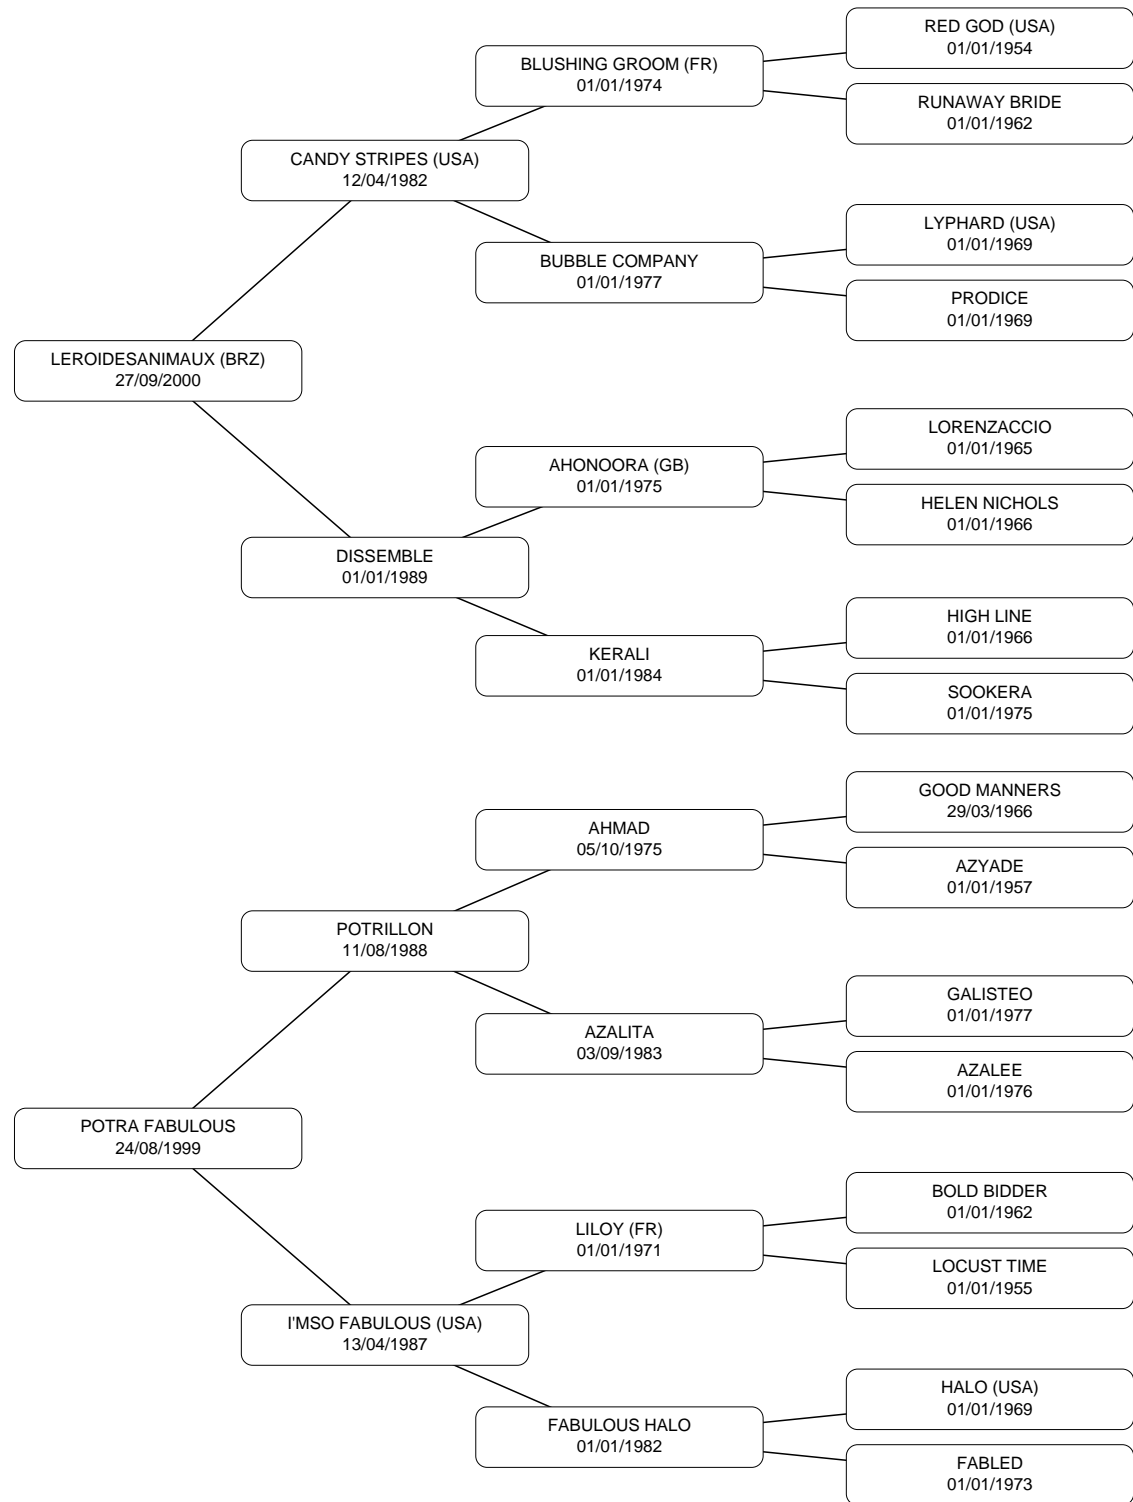 RED GOD (USA)
01/01/1954
BLUSHING GROOM (FR)
01/01/1974
RUNAWAY BRIDE
01/01/1962
CANDY STRIPES (USA)
12/04/1982
LYPHARD (USA)
01/01/1969
BUBBLE COMPANY
01/01/1977
PRODICE
01/01/1969
LEROIDESANIMAUX (BRZ)
27/09/2000
LORENZACCIO
01/01/1965
AHONOORA (GB)
01/01/1975
HELEN NICHOLS
01/01/1966
DISSEMBLE
01/01/1989
HIGH LINE
01/01/1966
KERALI
01/01/1984
SOOKERA
01/01/1975
GOOD MANNERS
29/03/1966
AHMAD
05/10/1975
AZYADE
01/01/1957
POTRILLON
11/08/1988
GALISTEO
01/01/1977
AZALITA
03/09/1983
AZALEE
01/01/1976
POTRA FABULOUS
24/08/1999
BOLD BIDDER
01/01/1962
LILOY (FR)
01/01/1971
LOCUST TIME
01/01/1955
I'MSO FABULOUS (USA)
13/04/1987
HALO (USA)
01/01/1969
FABULOUS HALO
01/01/1982
FABLED
01/01/1973